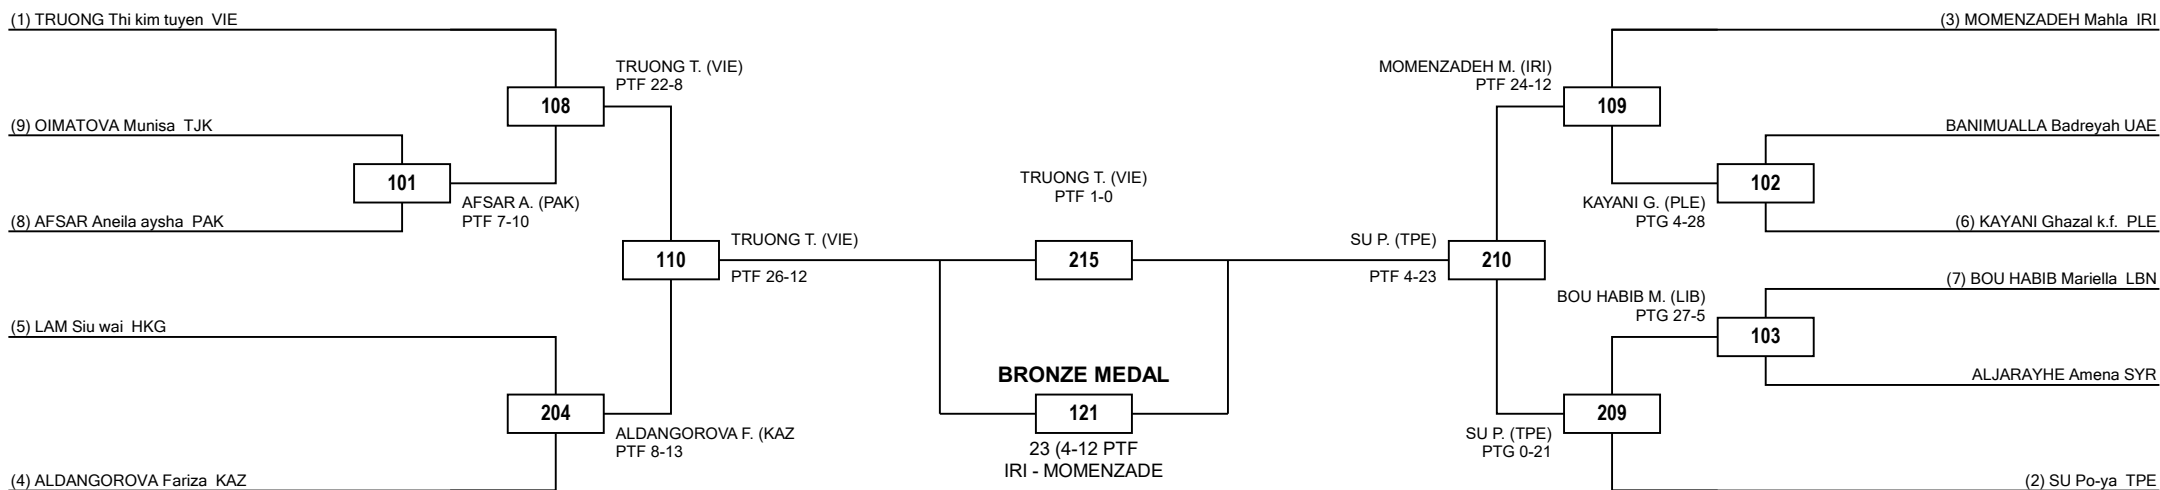 (1) TRUONG Thi kim tuyen VIE
TRUONG T. (VIE)
PTF 22-8
108
(9) OIMATOVA Munisa TJK
101
(8) AFSAR Aneila aysha PAK
AFSAR A. (PAK)
PTF 7-10
TRUONG T. (VIE)
110
PTF 26-12
(5) LAM Siu wai HKG
204
ALDANGOROVA F. (KAZ
PTF 8-13
(4) ALDANGOROVA Fariza KAZ
TRUONG T. (VIE)
PTF 1-0
215
BRONZE MEDAL
121
23 (4-12 PTF
IRI - MOMENZADE
(3) MOMENZADEH Mahla IRI
MOMENZADEH M. (IRI)
PTF 24-12
109
BANIMUALLA Badreyah UAE
102
KAYANI G. (PLE)
PTG 4-28
(6) KAYANI Ghazal k.f. PLE
SU P. (TPE)
210
PTF 4-23
(7) BOU HABIB Mariella LBN
BOU HABIB M. (LIB)
PTG 27-5
103
ALJARAYHE Amena SYR
209
SU P. (TPE)
PTG 0-21
(2) SU Po-ya TPE